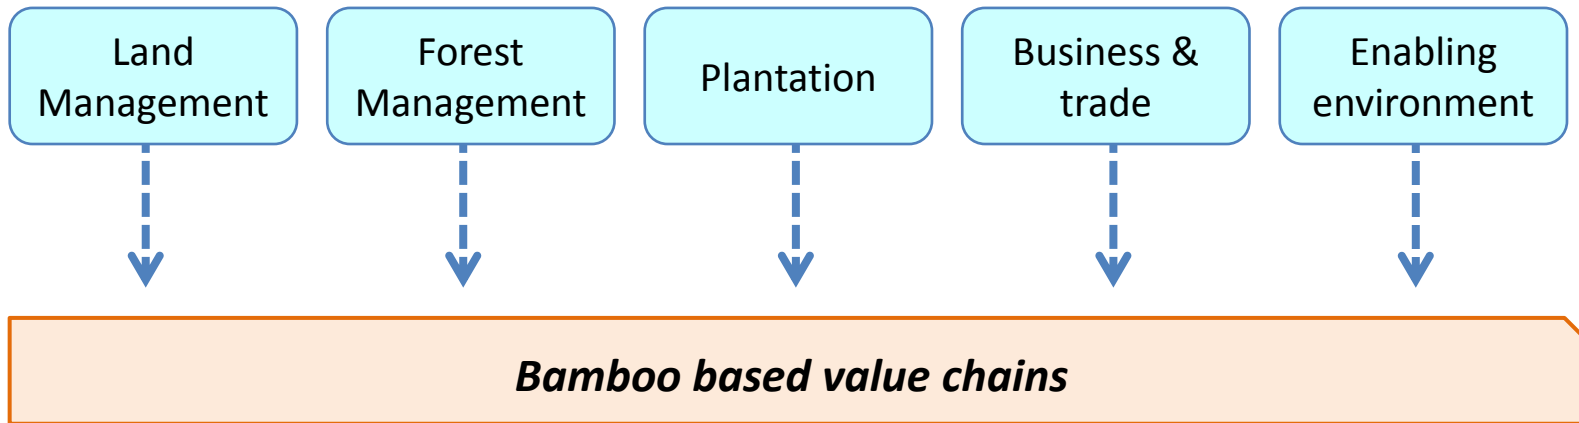 Land
Management
Forest
Management
Plantation
Business &
trade
Enabling
environment
Bamboo based value chains